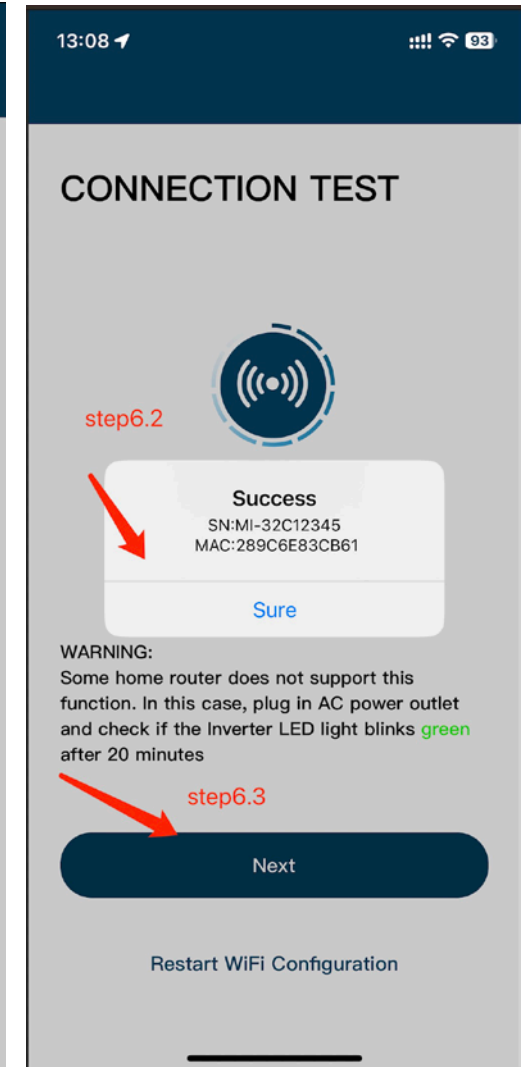 13:08
93
CONNECTION TEST
step6.2
Success
SN:MI-32C12345
MAC:289C6E83CB61
Sure
WARNING:
Some home router does not support this
function. In this case, plug in AC power outlet
and check if the Inverter LED light blinks green
after 20 minutes
step6.3
Next
Restart WiFi Configuration